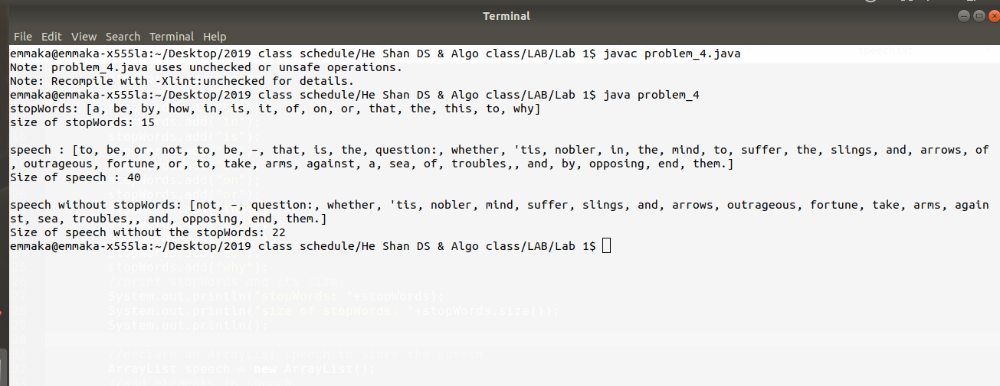 Terminal
File Edit View Search Terminal Help
emmaka@emmaka-x555la:~/Desktop/2019 class schedule/He Shan DS & Algo class/LAB/Lab 1$ javac problem_4.java
Note: problem_4.java uses unchecked or unsafe operations.
Note: Recompile with -Xlint:unchecked for details.
emmaka@emmaka-x555la:~/Desktop/2019 class schedule/He Shan DS & Algo class/LAB/Lab 1$ java problem_4
stopWords: [a, be, by, how, in, is, it, of, on, or, that, the, this, to, why]
size of stopWords: 15
speech : [to, be, or, not, to, be, –, that, is, the, question:, whether, 'tis, nobler, in, the, mind, to, suffer, the, slings, and, arrows, of
, outrageous, fortune, or, to, take, arms, against, a, sea, of, troubles,, and, by, opposing, end, them.]
Size of speech : 40
speech without stopWords: [not, –, question:, whether, 'tis, nobler, mind, suffer, slings, and, arrows, outrageous, fortune, take, arms, again
st, sea, troubles,, and, opposing, end, them.]
Size of speech without the stopWords: 22
emmaka@emmaka-x555la:~/Desktop/2019 class schedule/He Shan DS & Algo class/LAB/Lab 1$
stopWords.add("why");
//print stopWords and its size
System.out.println("stopWords: "+stopWords);
System.out.println("size of stopWords: "+stopWords.size());
System.out.println();
//declare an ArrayList speech to store the speech
ArrayList speech = new ArrayList();